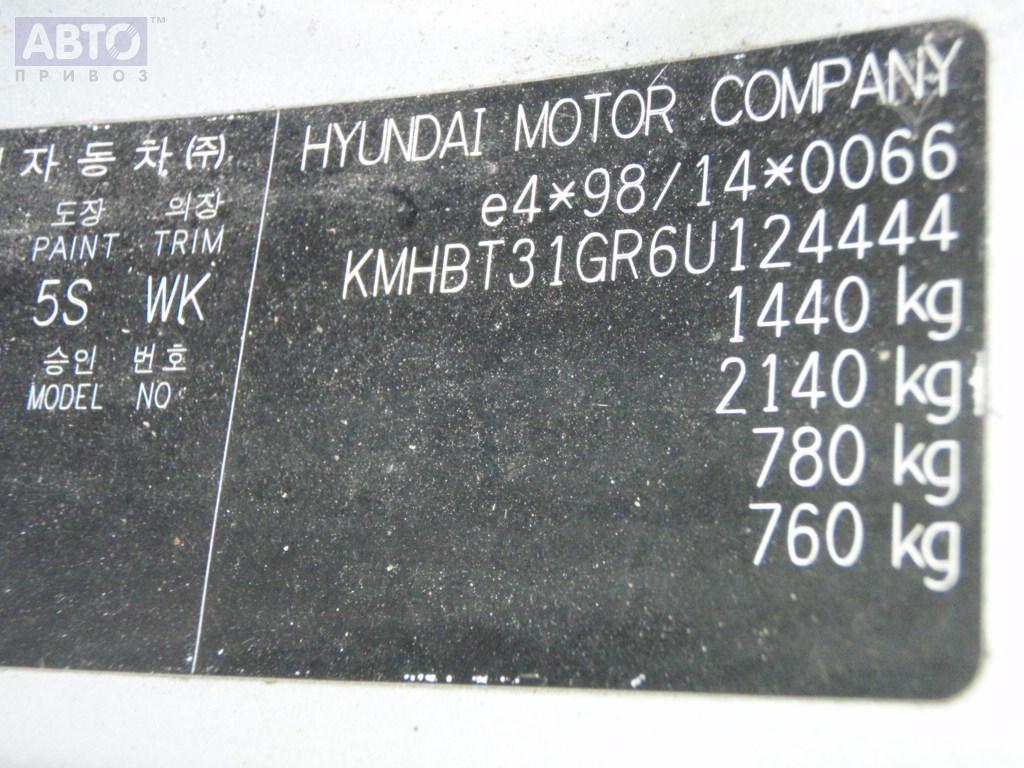 АВТО™
ПРИВОЗ
자동차(주)
도장 의장
PAINT TRIM
5S WK
승인 번호
MODEL NO
HYUNDAI MOTOR COMPANY
e4*98/14*0066
KMHBT31GR6U124444
1440 kg
2140 kg
780 kg
760 kg